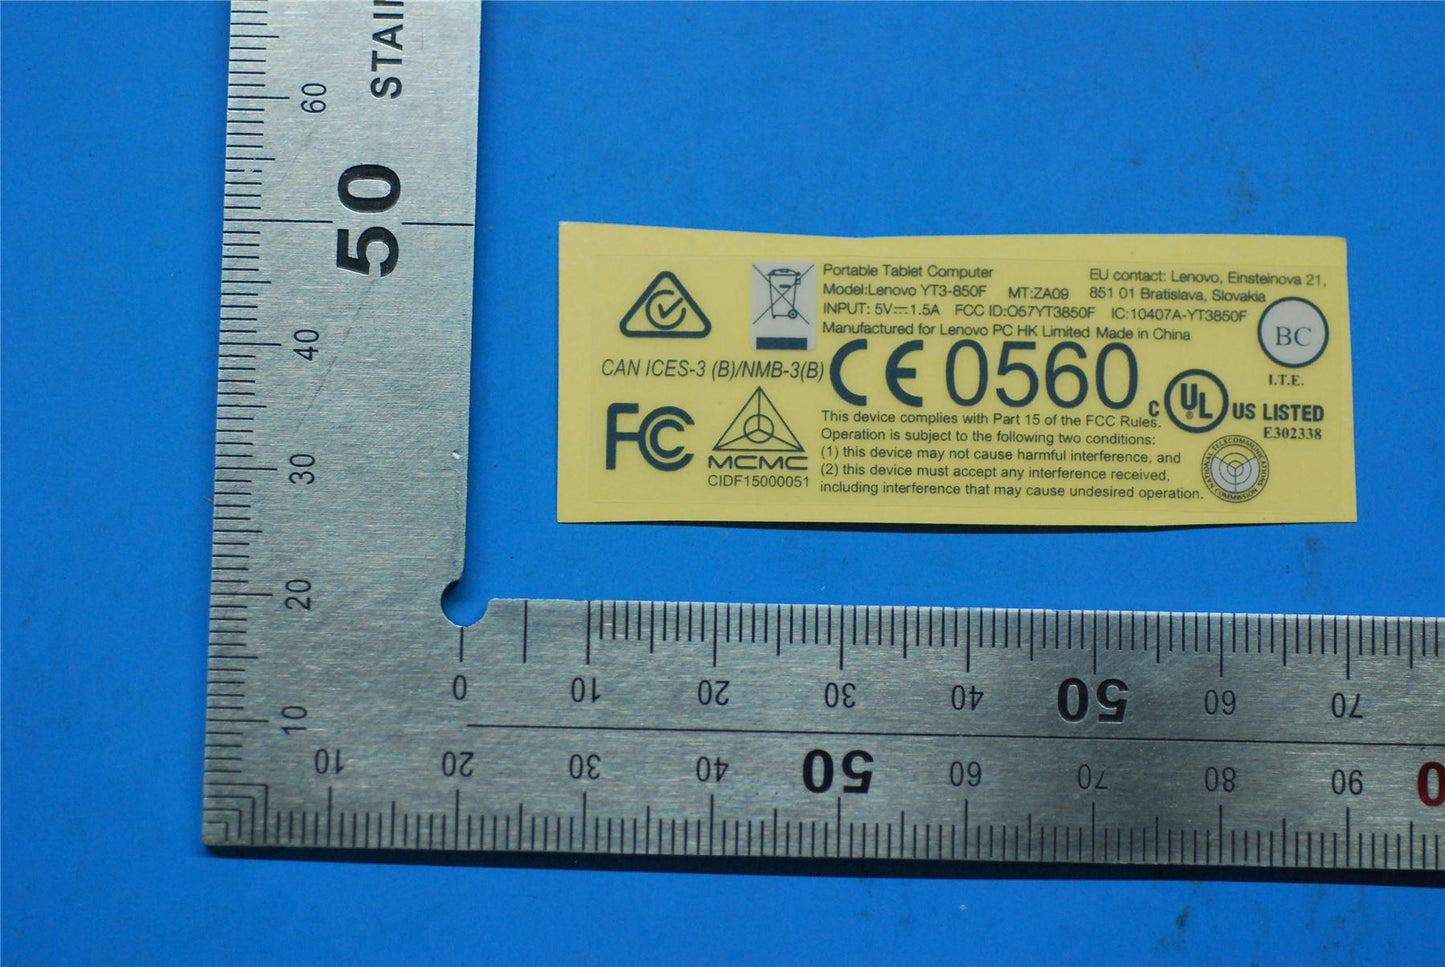 STAI
60
50
40
30
20
10
Portable Tablet Computer
Model:Lenovo YT3-850F MT:ZA09
INPUT: 5V⎓1.5A FCC ID:O57YT3850F IC:10407A-YT3850F
Manufactured for Lenovo PC HK Limited Made in China
EU contact: Lenovo, Einsteinova 21,
851 01 Bratislava, Slovakia
BC
I.T.E.
CAN ICES-3 (B)/NMB-3(B)
CE 0560
C UL US LISTED
®
E302338
FC
MCMC
CIDF15000051
This device complies with Part 15 of the FCC Rules.
Operation is subject to the following two conditions:
(1) this device may not cause harmful interference, and
(2) this device must accept any interference received,
including interference that may cause undesired operation.
NATIONAL TELECOMMUNICATIONS COMMISSION
0 10 20 30 40 50 60 70
10 20 30 40 50 60 70 80 90 0